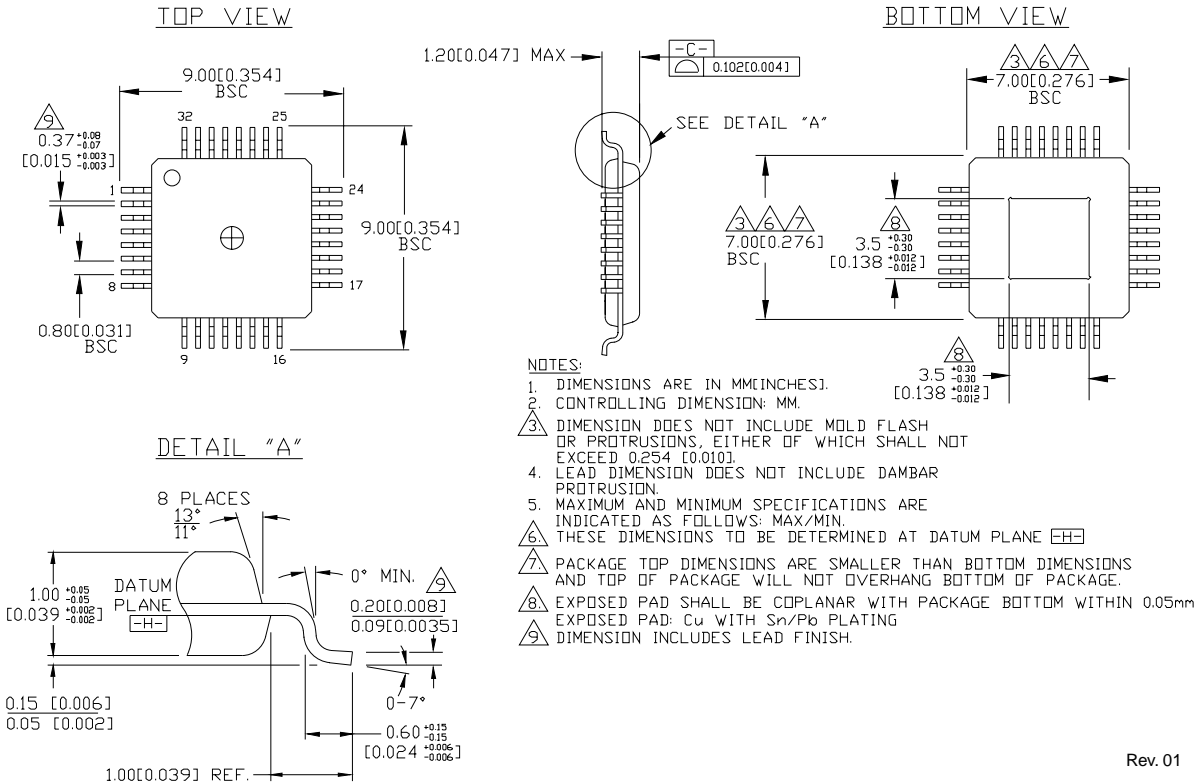 TOP VIEW
9.00[0.354]
BSC
9
0.37 +0.08 -0.07
[0.015 +0.003 -0.003]
32
25
1
24
9.00[0.354]
BSC
8
17
0.80[0.031]
BSC
9
16
1.20[0.047] MAX
-C-
0.102[0.004]
SEE DETAIL "A"
BOTTOM VIEW
3 6 7
7.00[0.276]
BSC
3 6 7
7.00[0.276]
BSC
8
3.5 +0.30 -0.30
[0.138 +0.012 -0.012]
8
3.5 +0.30 -0.30
[0.138 +0.012 -0.012]
NOTES:
1. DIMENSIONS ARE IN MM[INCHES].
2. CONTROLLING DIMENSION: MM.
3. DIMENSION DOES NOT INCLUDE MOLD FLASH
OR PROTRUSIONS, EITHER OF WHICH SHALL NOT
EXCEED 0.254 [0.010].
4. LEAD DIMENSION DOES NOT INCLUDE DAMBAR
PROTRUSION.
5. MAXIMUM AND MINIMUM SPECIFICATIONS ARE
INDICATED AS FOLLOWS: MAX/MIN.
6. THESE DIMENSIONS TO BE DETERMINED AT DATUM PLANE -H-
7. PACKAGE TOP DIMENSIONS ARE SMALLER THAN BOTTOM DIMENSIONS
AND TOP OF PACKAGE WILL NOT OVERHANG BOTTOM OF PACKAGE.
8. EXPOSED PAD SHALL BE COPLANAR WITH PACKAGE BOTTOM WITHIN 0.05mm
EXPOSED PAD: Cu WITH Sn/Pb PLATING
9 DIMENSION INCLUDES LEAD FINISH.
DETAIL "A"
8 PLACES
13°
11°
1.00 +0.05 -0.05
[0.039 +0.002 -0.002]
DATUM
PLANE
-H-
0° MIN.
9
0.20[0.008]
0.09[0.0035]
0.15 [0.006]
0.05 [0.002]
0-7°
0.60 +0.15 -0.15
[0.024 +0.006 -0.006]
1.00[0.039] REF.
Rev. 01